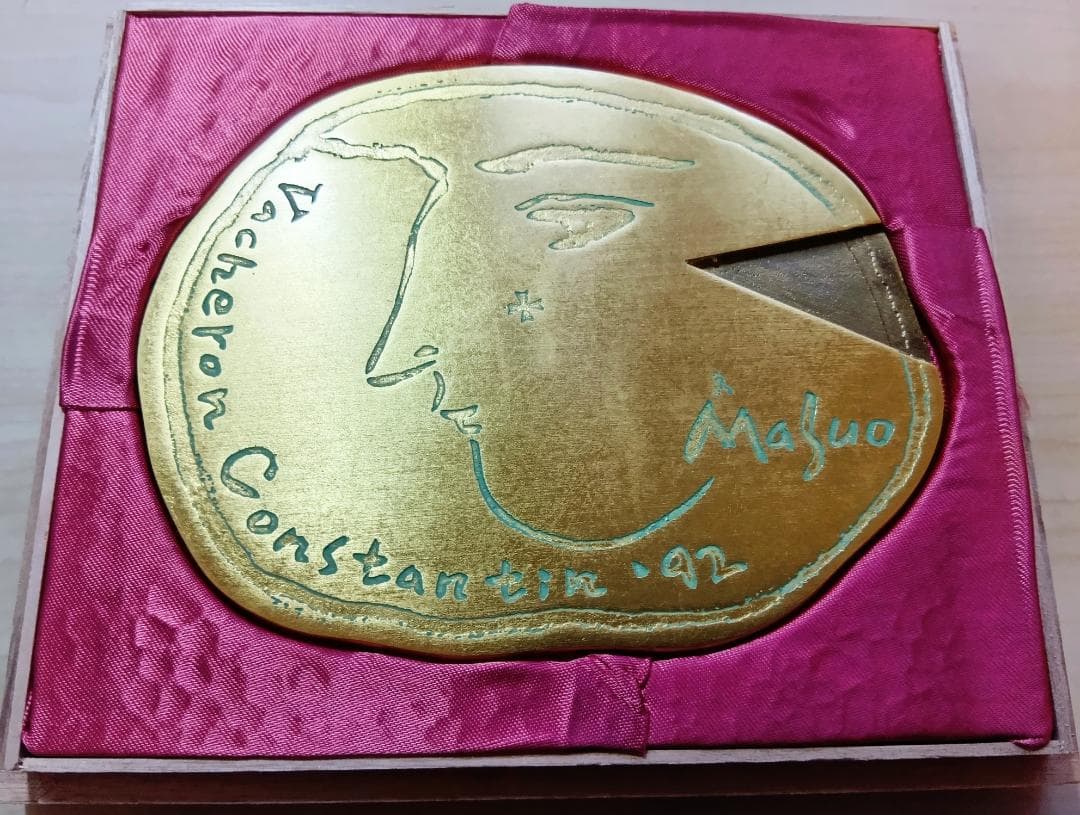 Vacheron Constantin • 92
Masuo